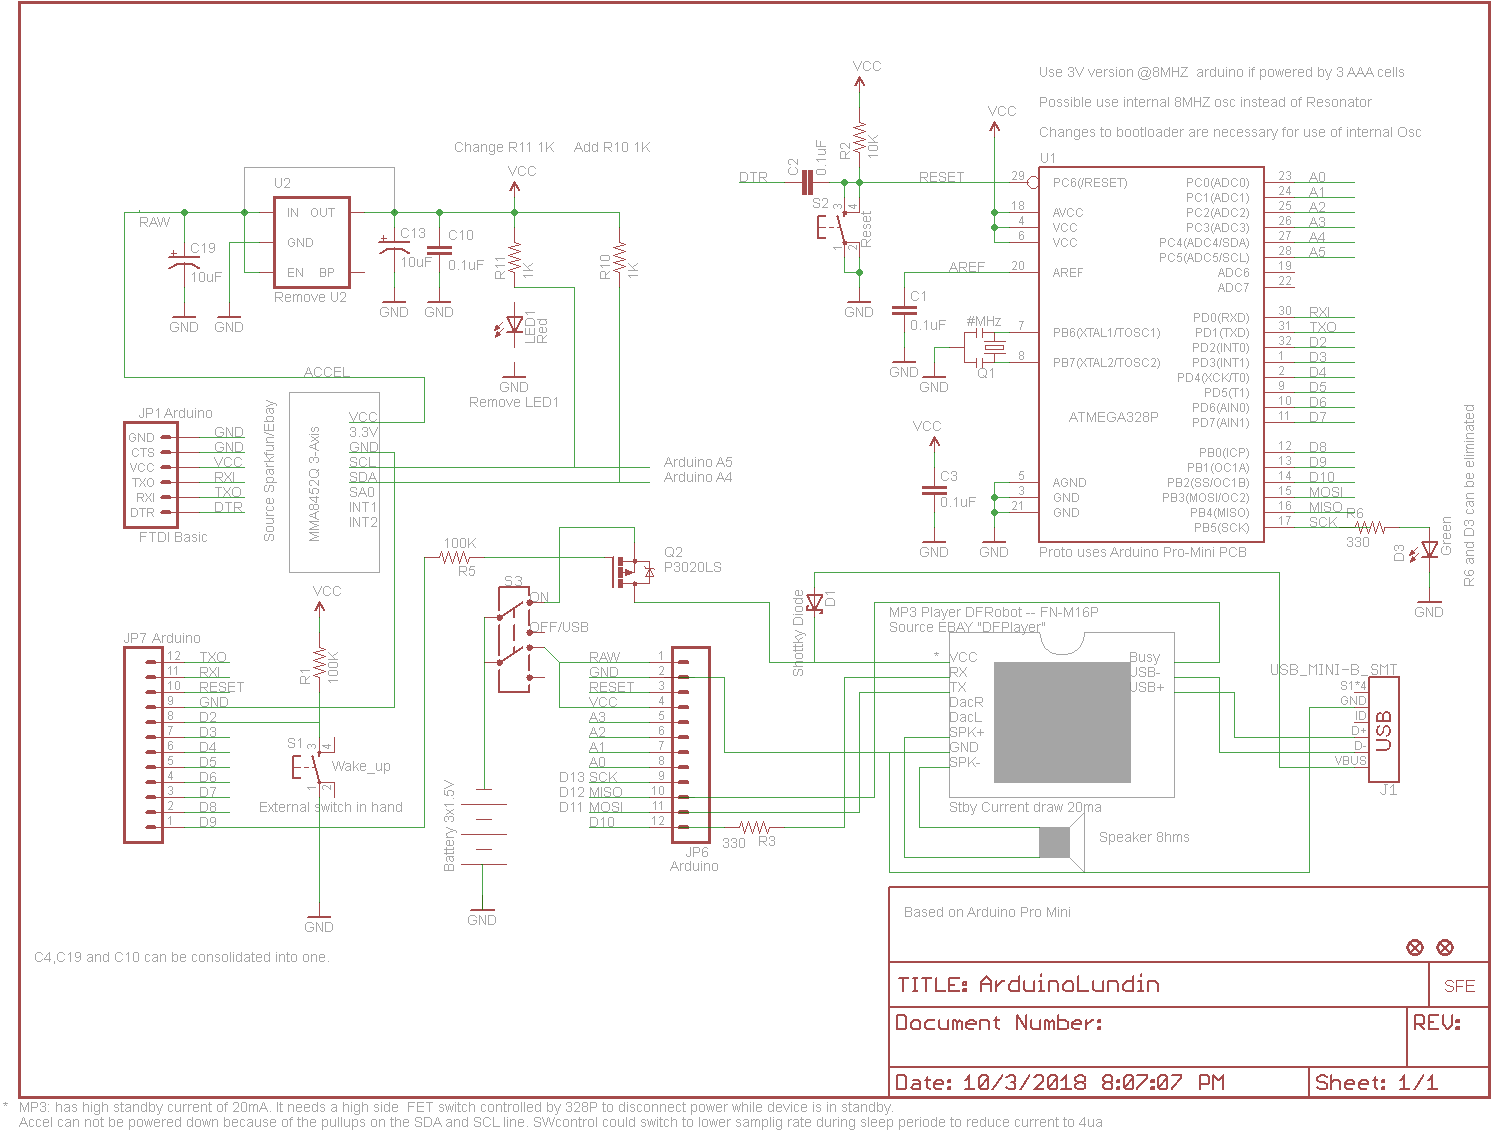 VCC
Use 3V version @8MHZ  arduino if powered by 3 AAA cells
Possible use internal 8MHZ osc instead of Resonator
Changes to bootloader are necessary for use of internal Osc
VCC
Change R11 1K
Add R10 1K
VCC
U2
IN OUT
GND
EN BP
Remove U2
RAW
C19
10uF
GND
GND
C13
10uF
GND
C10
0.1uF
GND
R11
1K
R10
1K
LED1
Red
GND
Remove LED1
DTR
C2
0.1uF
R2
10K
RESET
S2
3
4
1
2
Reset
GND
AREF
C1
0.1uF
GND
#MHz
Q1
GND
VCC
C3
0.1uF
GND
GND
U1
29
PC6(/RESET)
18
AVCC
4
VCC
6
VCC
20
AREF
7
PB6(XTAL1/TOSC1)
8
PB7(XTAL2/TOSC2)
ATMEGA328P
5
AGND
3
GND
21
GND
PC0(ADC0) 23 A0
PC1(ADC1) 24 A1
PC2(ADC2) 25 A2
PC3(ADC3) 26 A3
PC4(ADC4/SDA) 27 A4
PC5(ADC5/SCL) 28 A5
ADC6 19
ADC7 22
PD0(RXD) 30 RXI
PD1(TXD) 31 TXO
PD2(INT0) 32 D2
PD3(INT1) 1 D3
PD4(XCK/T0) 2 D4
PD5(T1) 9 D5
PD6(AIN0) 10 D6
PD7(AIN1) 11 D7
PB0(ICP) 12 D8
PB1(OC1A) 13 D9
PB2(SS/OC1B) 14 D10
PB3(MOSI/OC2) 15 MOSI
PB4(MISO) 16 MISO
PB5(SCK) 17 SCK
Proto uses Arduino Pro-Mini PCB
R6
330
D3
Green
GND
R6 and D3 can be eliminated
ACCEL
JP1 Arduino
GND GND
CTS GND
VCC VCC
TXO RXI
RXI TXO
DTR DTR
FTDI Basic
Source Sparkfun/Ebay
MMA8452Q 3-Axis
VCC
3.3V
GND
SCL
SDA
SA0
INT1
INT2
Arduino A5
Arduino A4
100K
R5
Q2
P3020LS
S3
ON
OFF/USB
VCC
R1
100K
JP7 Arduino
12 TXO
11 RXI
10 RESET
9 GND
8 D2
7 D3
6 D4
5 D5
4 D6
3 D7
2 D8
1 D9
S1
3
4
1
2
Wake_up
External switch in hand
GND
Battery 3x1.5V
GND
RAW 1
GND 2
RESET 3
VCC 4
A3 5
A2 6
A1 7
A0 8
D13 SCK 9
D12 MISO 10
D11 MOSI 11
D10 12
JP6
Arduino
330
R3
Shottky Diode
D1
MP3 Player DFRobot -- FN-M16P
Source EBAY "DFPlayer"
* VCC
RX
TX
DacR
DacL
SPK+
GND
SPK-
Busy
USB-
USB+
Stby Current draw 20ma
Speaker 8hms
USB_MINI-B_SMT
S1*4
GND
ID
D+
D-
VBUS
USB
J1
C4,C19 and C10 can be consolidated into one.
Based on Arduino Pro Mini
TITLE: ArduinoLundin
SFE
Document Number:
REV:
Date: 10/3/2018 8:07:07 PM
Sheet: 1/1
* MP3: has high standby current of 20mA. It needs a high side  FET switch controlled by 328P to disconnect power while device is in standby.
Accel can not be powered down because of the pullups on the SDA and SCL line. SWcontrol could switch to lower samplig rate during sleep periode to reduce current to 4ua